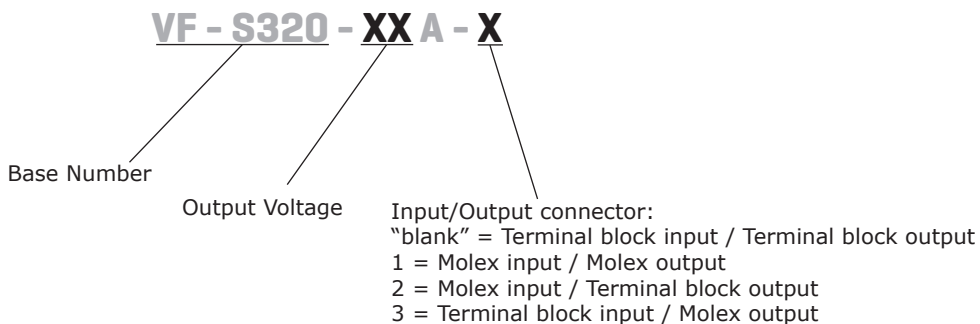 VF - S320 - XX A - X
Base Number
Output Voltage
Input/Output connector:
“blank” = Terminal block input / Terminal block output
1 = Molex input / Molex output
2 = Molex input / Terminal block output
3 = Terminal block input / Molex output